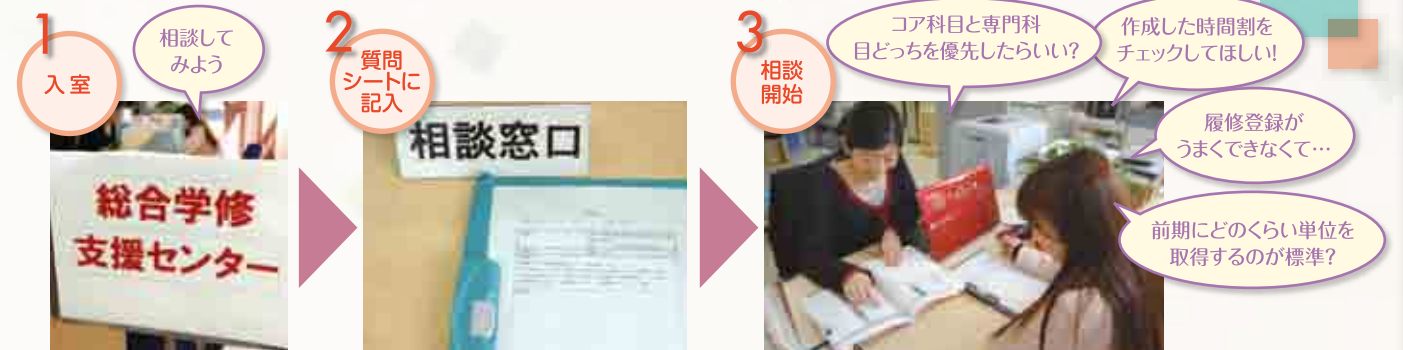 1
入室
相談して
みよう
総合学修
支援センター
2
質問
シートに
記入
相談窓口
3
相談
開始
コア科目と専門科
目どっちを優先したらいい?
作成した時間割を
チェックしてほしい!
履修登録が
うまくできなくて…
前期にどのくらい単位を
取得するのが標準?